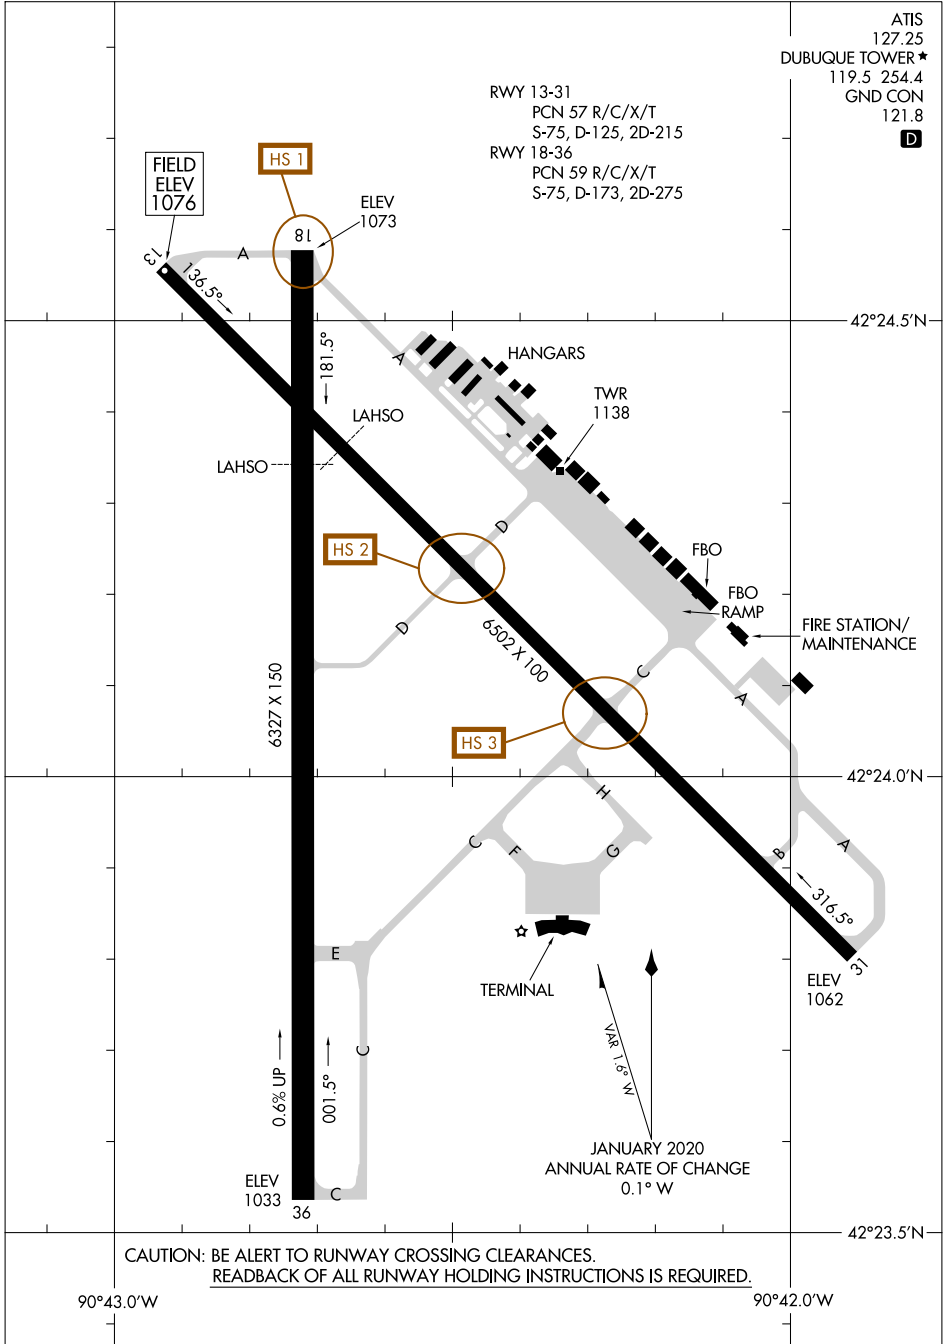 ATIS
127.25
DUBUQUE TOWER ★
119.5 254.4
GND CON
121.8
D
RWY 13-31
PCN 57 R/C/X/T
S-75, D-125, 2D-215
RWY 18-36
PCN 59 R/C/X/T
S-75, D-173, 2D-275
HS 1
FIELD
ELEV
1076
ELEV
1073
18
A
13
136.5°
42°24.5'N
181.5°
A
HANGARS
TWR
1138
LAHSO
LAHSO
D
HS 2
FBO
FBO
RAMP
FIRE STATION/
MAINTENANCE
D
6502 X 100
C
A
6327 X 150
HS 3
42°24.0'N
H
C
F
G
B
A
316.5°
31
ELEV
1062
E
TERMINAL
VAR 1.6° W
C
0.6% UP
001.5°
JANUARY 2020
ANNUAL RATE OF CHANGE
0.1° W
ELEV
1033
C
36
42°23.5'N
CAUTION: BE ALERT TO RUNWAY CROSSING CLEARANCES.
READBACK OF ALL RUNWAY HOLDING INSTRUCTIONS IS REQUIRED.
90°43.0'W
90°42.0'W